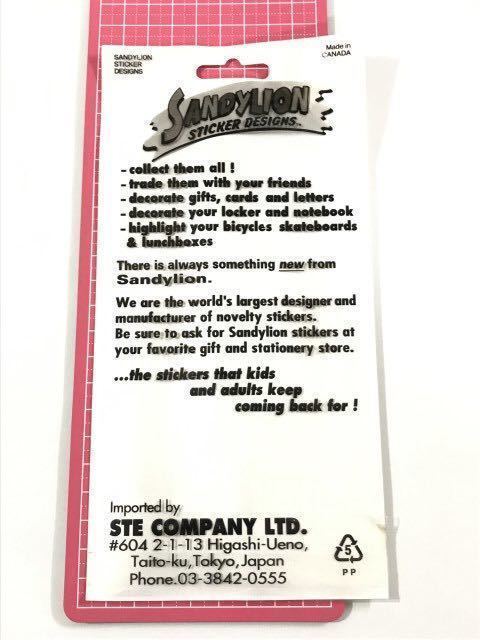 SANDYLION
STICKER
DESIGNS
Made in
CANADA
SANDYLION
STICKER DESIGNS
- collect them all !
- trade them with your friends
- decorate gifts, cards and letters
- decorate your locker and notebook
- highlight your bicycles skateboards
& lunchboxes
There is always something new from
Sandylion.
We are the world's largest designer and
manufacturer of novelty stickers.
Be sure to ask for Sandylion stickers at
your favorite gift and stationery store.
...the stickers that kids
and adults keep
coming back for !
Imported by
STE COMPANY LTD.
#604 2-1-13 Higashi-Ueno,
Taito-ku,Tokyo,Japan
Phone.03-3842-0555
5
PP